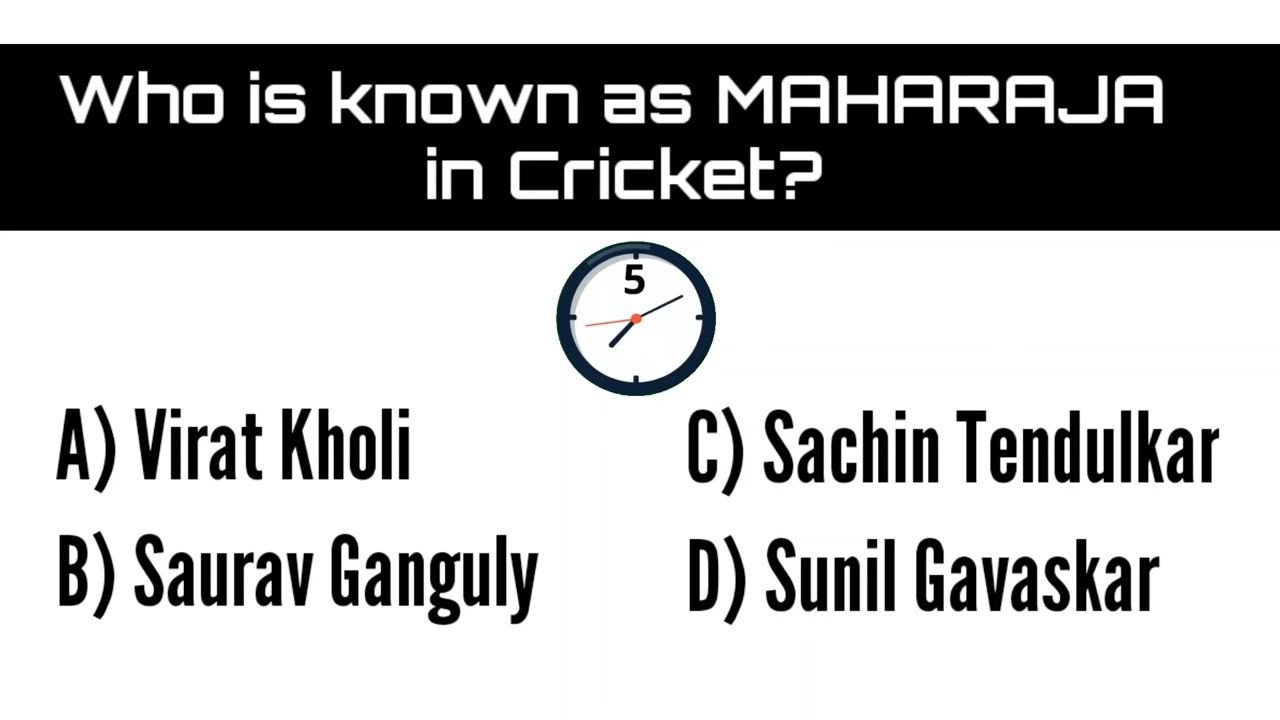 Who is known as MAHARAJA
in Cricket?
5
A) Virat Kholi
B) Saurav Ganguly
C) Sachin Tendulkar
D) Sunil Gavaskar